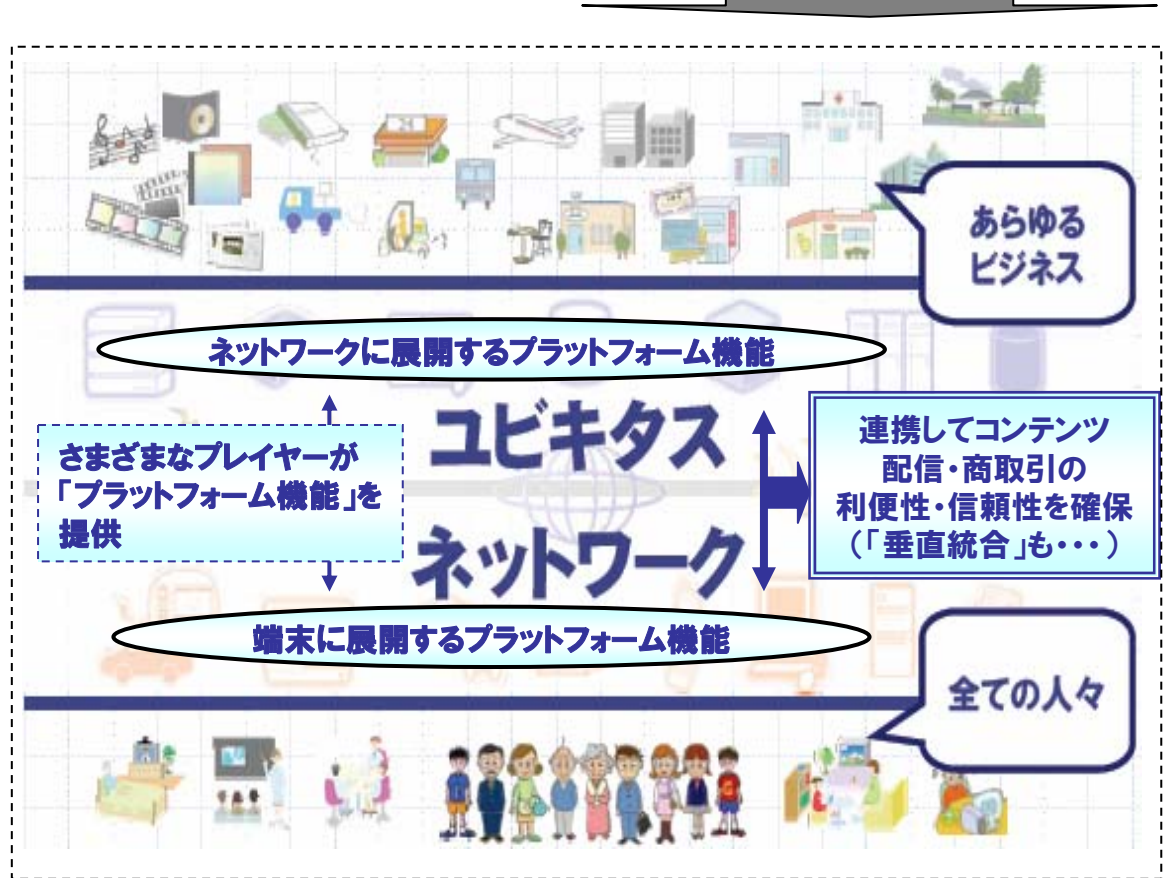 あらゆる
ビジネス
ネットワークに展開するプラットフォーム機能
ユビキタス
ネットワーク
さまざまなプレイヤーが
「プラットフォーム機能」を
提供
連携してコンテンツ
配信・商取引の
利便性・信頼性を確保
(「垂直統合」も・・・)
端末に展開するプラットフォーム機能
全ての人々